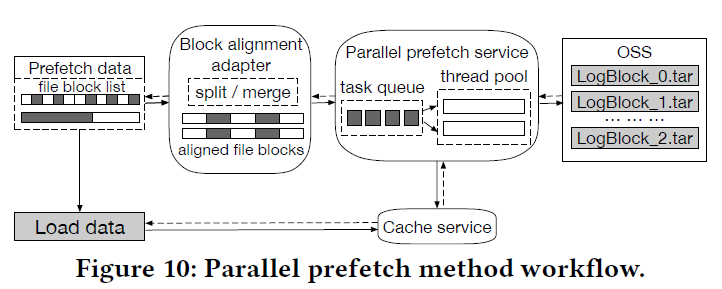 Prefetch data
file block list
Block alignment
adapter
split / merge
aligned file blocks
Parallel prefetch service
task queue
thread pool
OSS
LogBlock_0.tar
LogBlock_1.tar
... ... ...
LogBlock_2.tar
Load data
Cache service
Figure 10: Parallel prefetch method workflow.